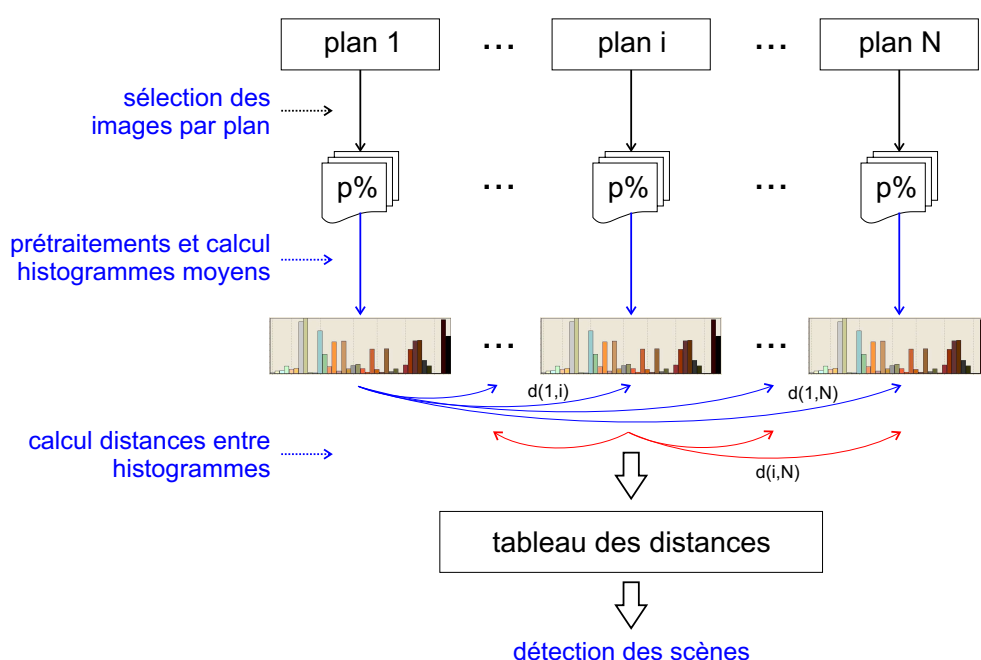 plan 1 ... plan i ... plan N
sélection des
images par plan
p% ... p% ... p%
prétraitements et calcul
histogrammes moyens
... ...
d(1,i) d(1,N)
calcul distances entre
histogrammes
d(i,N)
tableau des distances
détection des scènes